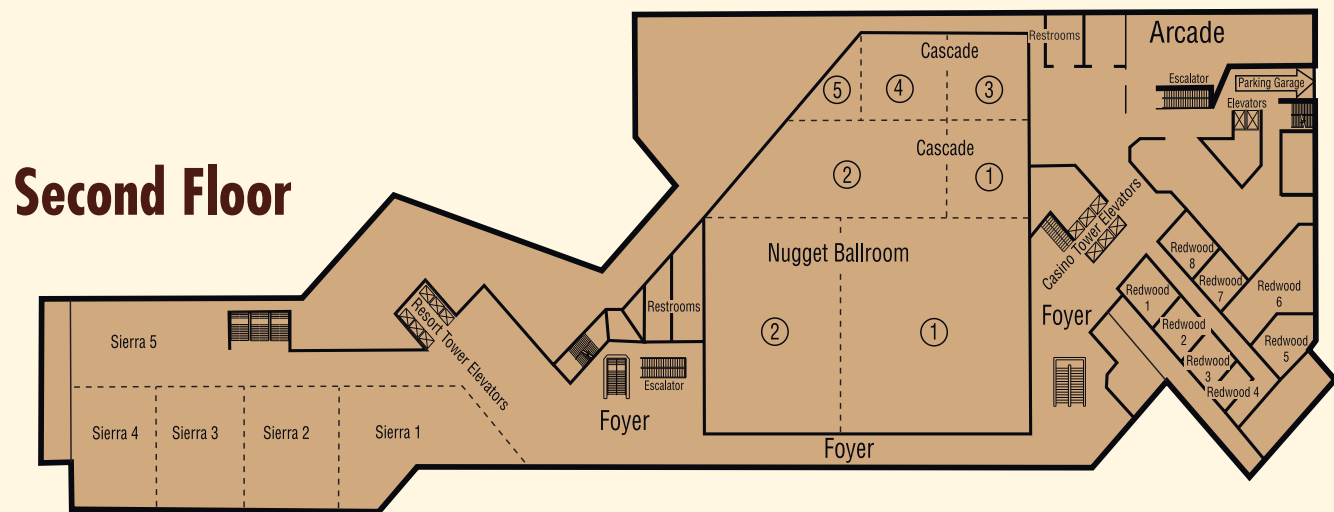 Second Floor
Restrooms
Arcade
Cascade
Escalator
Parking Garage
5
4
3
Elevators
Cascade
2
1
Casino Tower Elevators
Nugget Ballroom
Redwood
8
Redwood
7
Redwood
6
Redwood
1
Resort Tower Elevators
Restrooms
Foyer
Sierra 5
2
1
Redwood
2
Redwood
5
Redwood
3
Escalator
Redwood 4
Foyer
Sierra 4
Sierra 3
Sierra 2
Sierra 1
Foyer